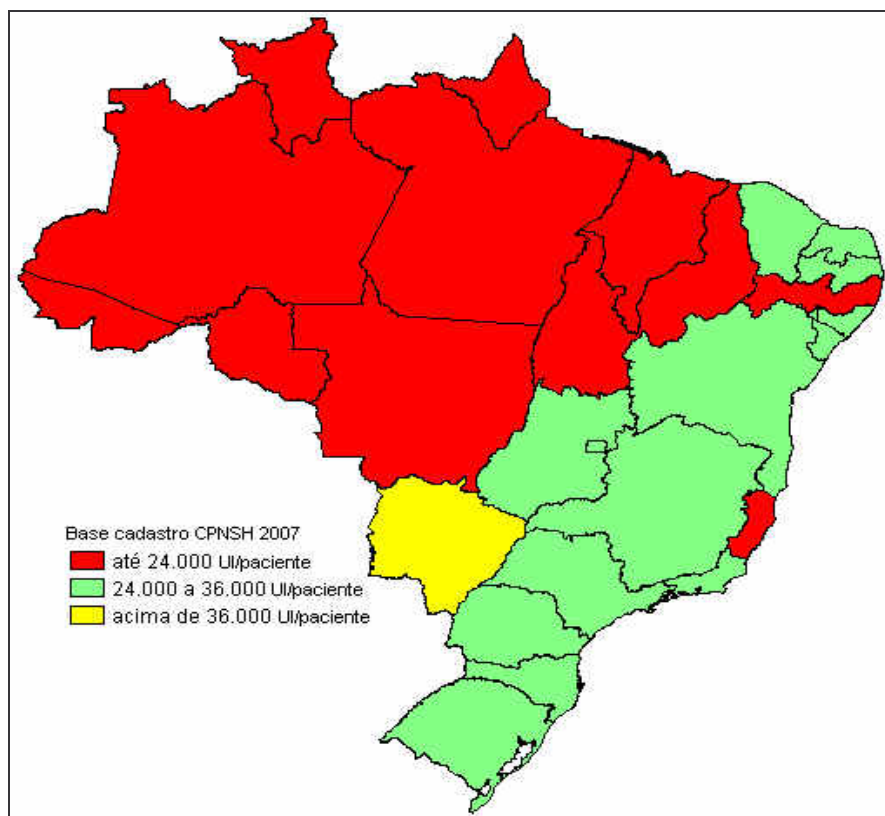 Base cadastro CPNSH 2007
até 24.000 UI/paciente
24.000 a 36.000 UI/paciente
acima de 36.000 UI/paciente